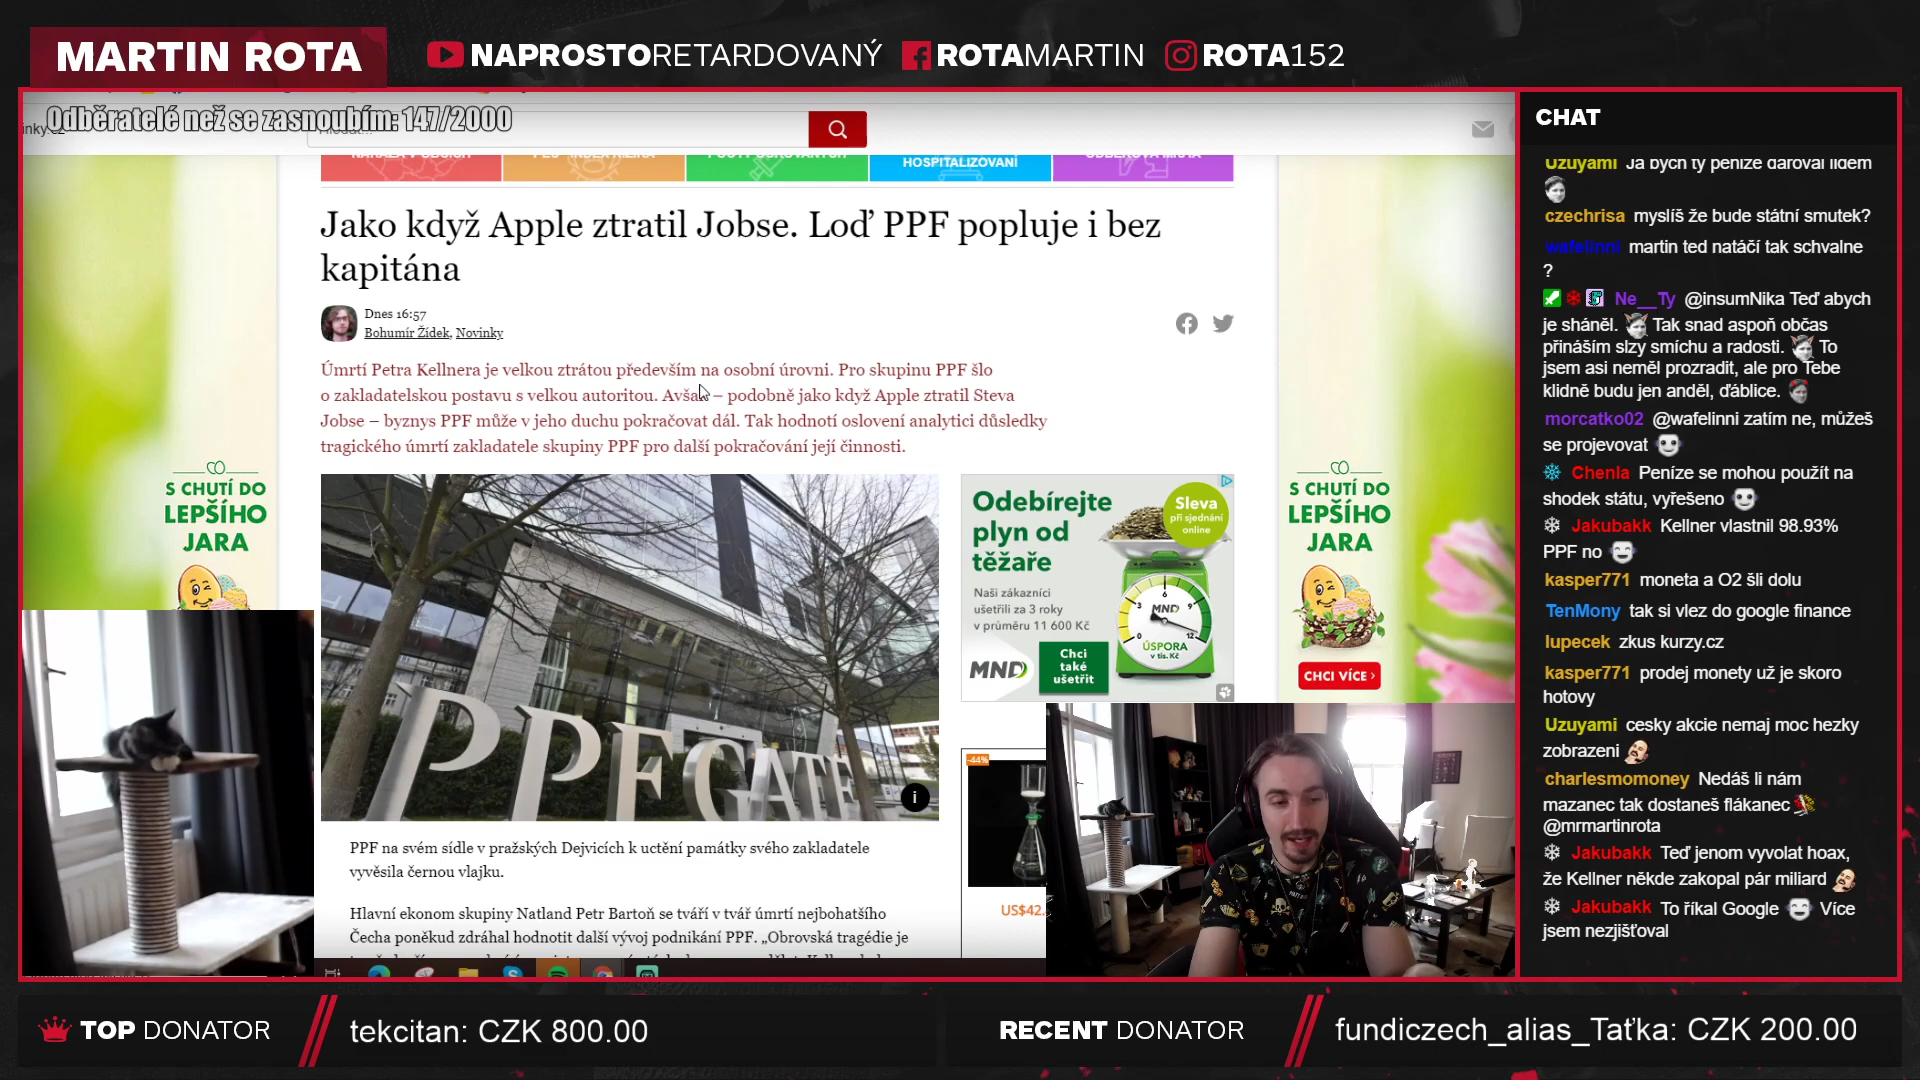 MARTIN ROTA
NAPROSTORETARDOVANÝ
ROTAMARTIN
ROTA152
Odběratelé než se zasnoubím: 147/2000
HOSPITALIZOVANÍ
Jako když Apple ztratil Jobse. Loď PPF popluje i bez
kapitána
Dnes 16:57
Bohumír Žídek, Novinky
Úmrtí Petra Kellnera je velkou ztrátou především na osobní úrovni. Pro skupinu PPF šlo
o zakladatelskou postavu s velkou autoritou. Avšak – podobně jako když Apple ztratil Steva
Jobse – byznys PPF může v jeho duchu pokračovat dál. Tak hodnotí oslovení analytici důsledky
tragického úmrtí zakladatele skupiny PPF pro další pokračování její činnosti.
S CHUTÍ DO
LEPŠÍHO
JARA
PPF GATE
i
Odebírejte
plyn od
těžaře
Sleva
při sjednání
online
Naši zákazníci
ušetřili za 3 roky
v průměru 11 600 Kč
MND
Chci
také
ušetřit
MND
0 3 6 9 12
ÚSPORA
v tis. Kč
S CHUTÍ DO
LEPŠÍHO
JARA
CHCI VÍCE ›
-44%
US$42.
PPF na svém sídle v pražských Dejvicích k uctění památky svého zakladatele
vyvěsila černou vlajku.
Hlavní ekonom skupiny Natland Petr Bartoň se tváří v tvář úmrtí nejbohatšího
Čecha poněkud zdráhal hodnotit další vývoj podnikání PPF. „Obrovská tragédie je
CHAT
Uzuyami Já bych ty peníze daroval lidem
czechrisa myslíš že bude státní smutek?
wafelinni martin ted natáčí tak schvalne
?
Ne__Ty @insumNika Teď abych
je sháněl. Tak snad aspoň občas
přináším slzy smíchu a radosti. To
jsem asi neměl prozradit, ale pro Tebe
klidně budu jen anděl, ďáblice.
morcatko02 @wafelinni zatím ne, můžeš
se projevovat
Chenla Peníze se mohou použít na
shodek státu, vyřešeno
Jakubakk Kellner vlastnil 98.93%
PPF no
kasper771 moneta a O2 šli dolu
TenMony tak si vlez do google finance
lupecek zkus kurzy.cz
kasper771 prodej monety už je skoro
hotovy
Uzuyami cesky akcie nemaj moc hezky
zobrazeni
charlesmomoney Nedáš li nám
mazanec tak dostaneš flákanec
@mrmartinrota
Jakubakk Teď jenom vyvolat hoax,
že Kellner někde zakopal pár miliard
Jakubakk To říkal Google Více
jsem nezjišťoval
TOP DONATOR
tekcitan: CZK 800.00
RECENT DONATOR
fundiczech_alias_Taťka: CZK 200.00